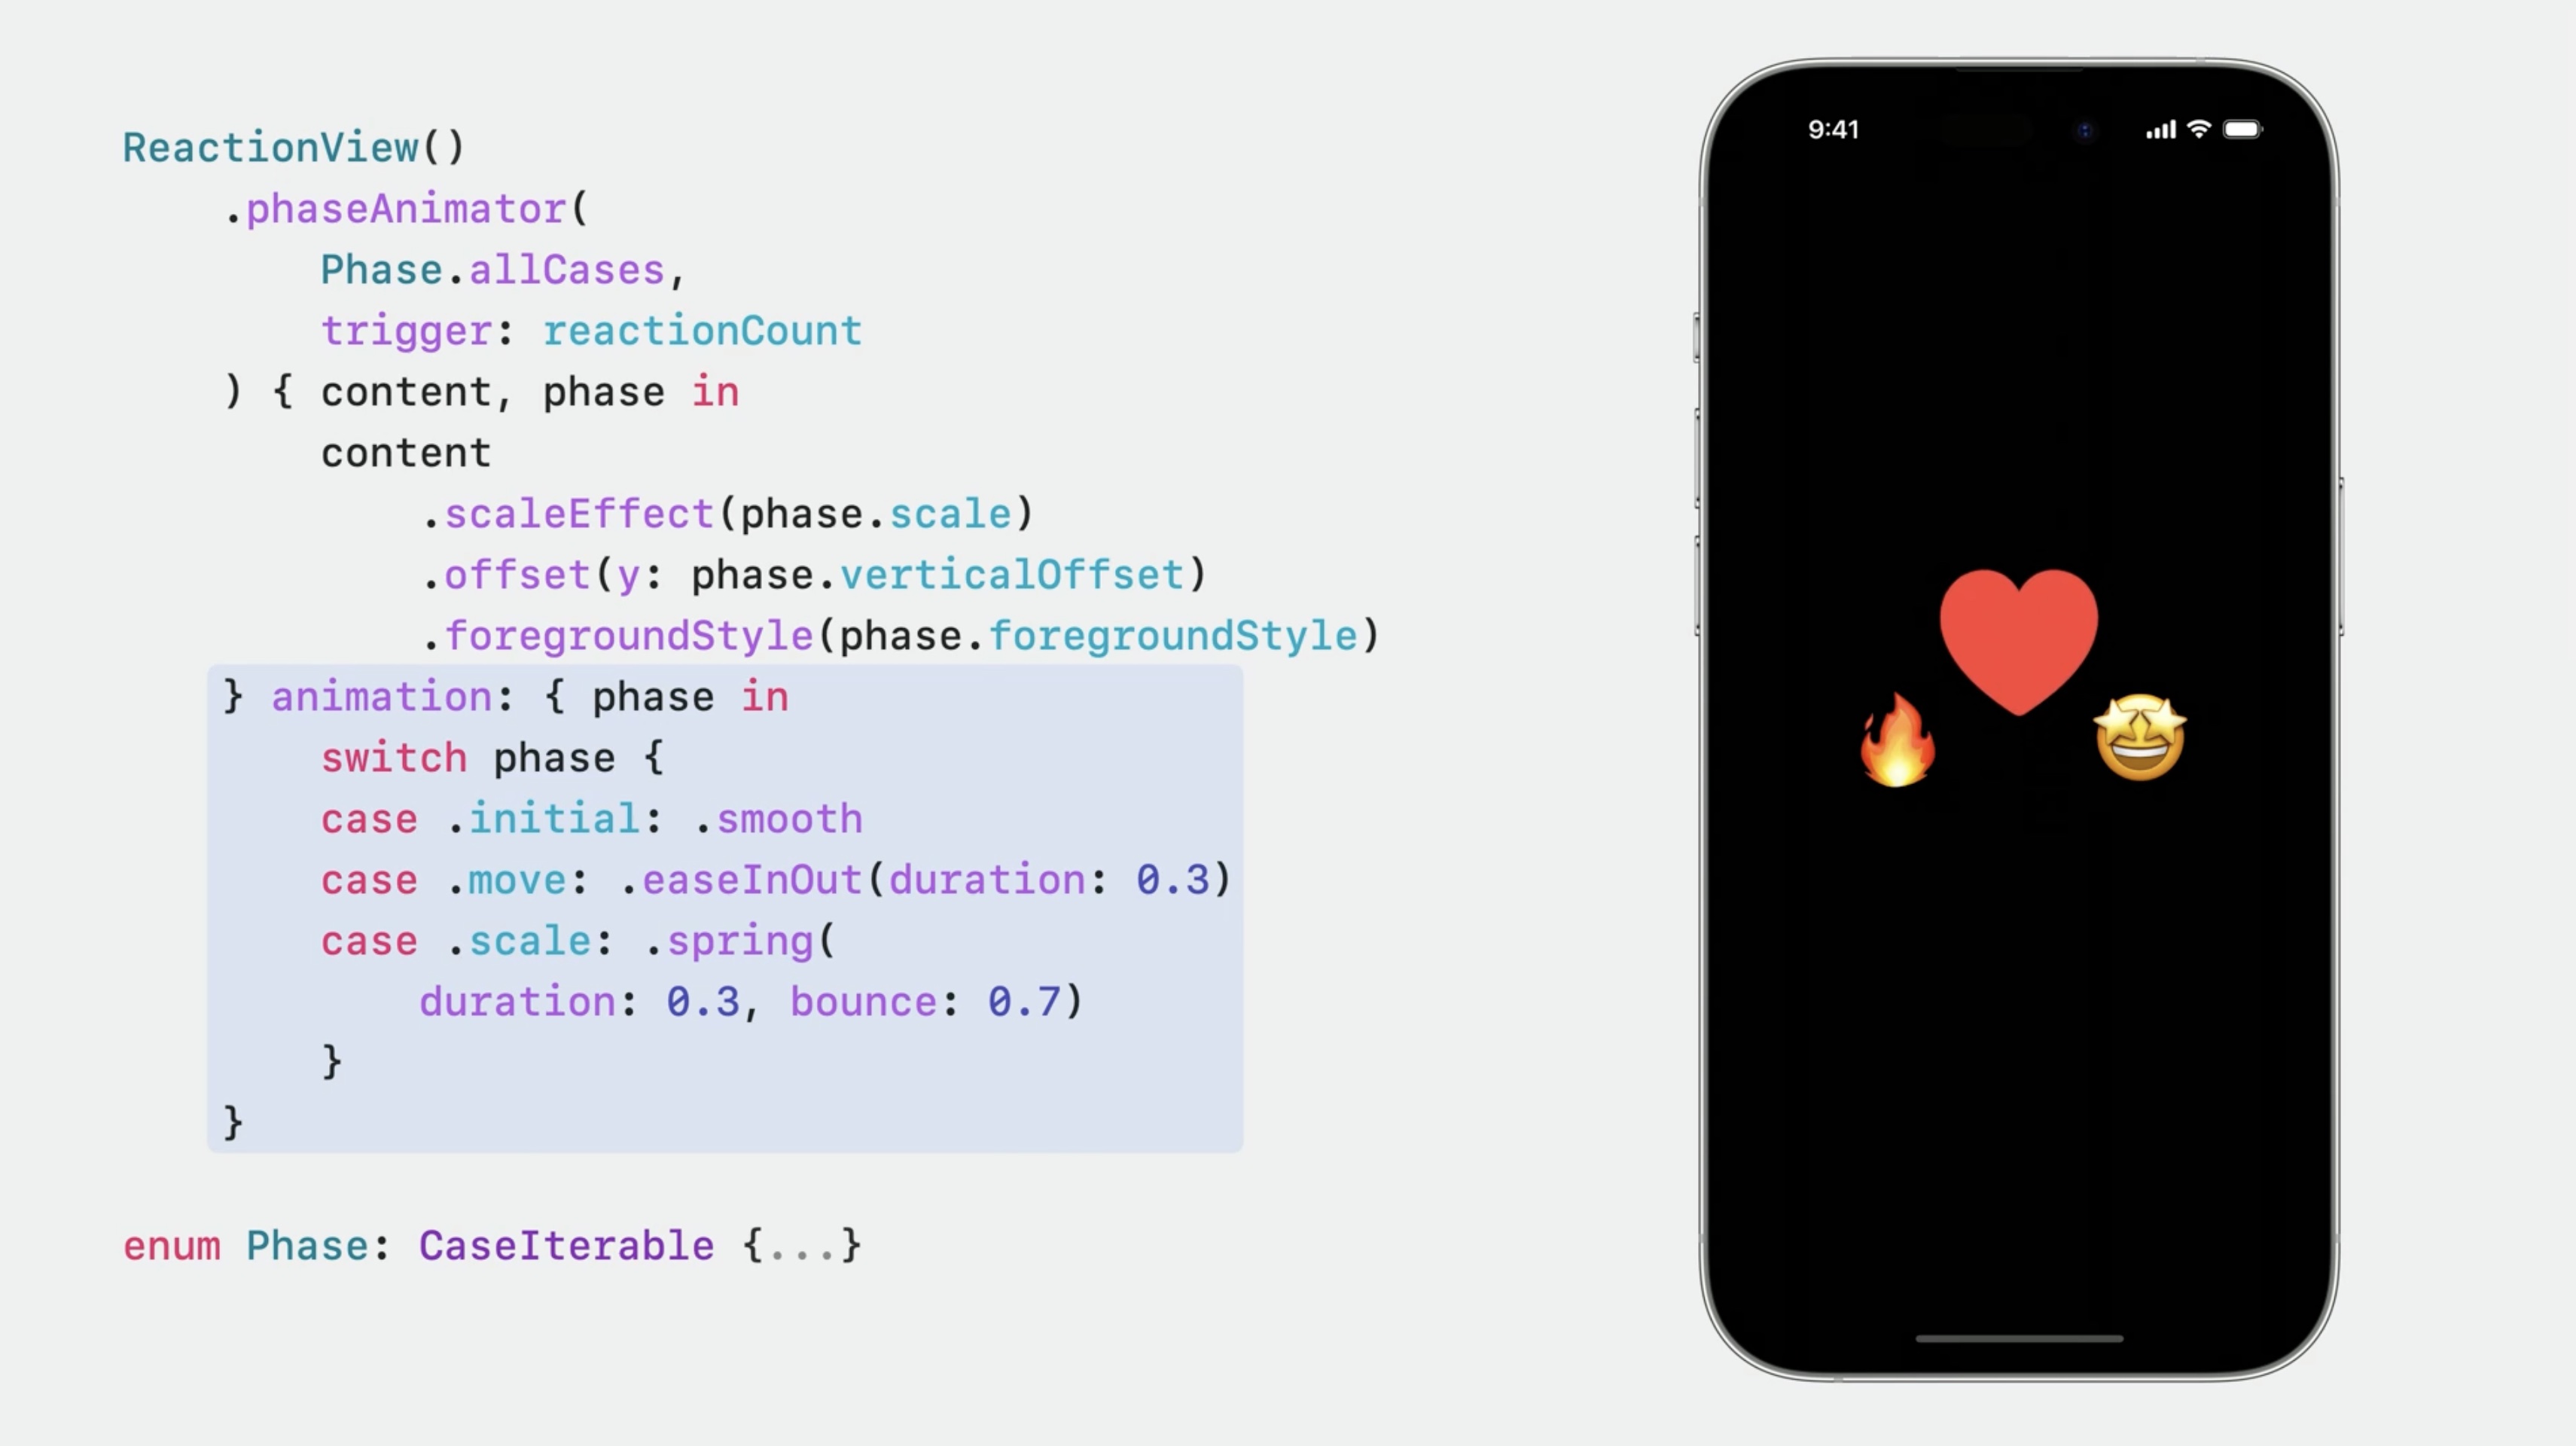 ReactionView()
.phaseAnimator(
Phase.allCases,
trigger: reactionCount
) { content, phase in
content
.scaleEffect(phase.scale)
.offset(y: phase.verticalOffset)
.foregroundStyle(phase.foregroundStyle)
} animation: { phase in
switch phase {
case .initial: .smooth
case .move: .easeInOut(duration: 0.3)
case .scale: .spring(
duration: 0.3, bounce: 0.7)
}
}
enum Phase: CaseIterable {...}
9:41